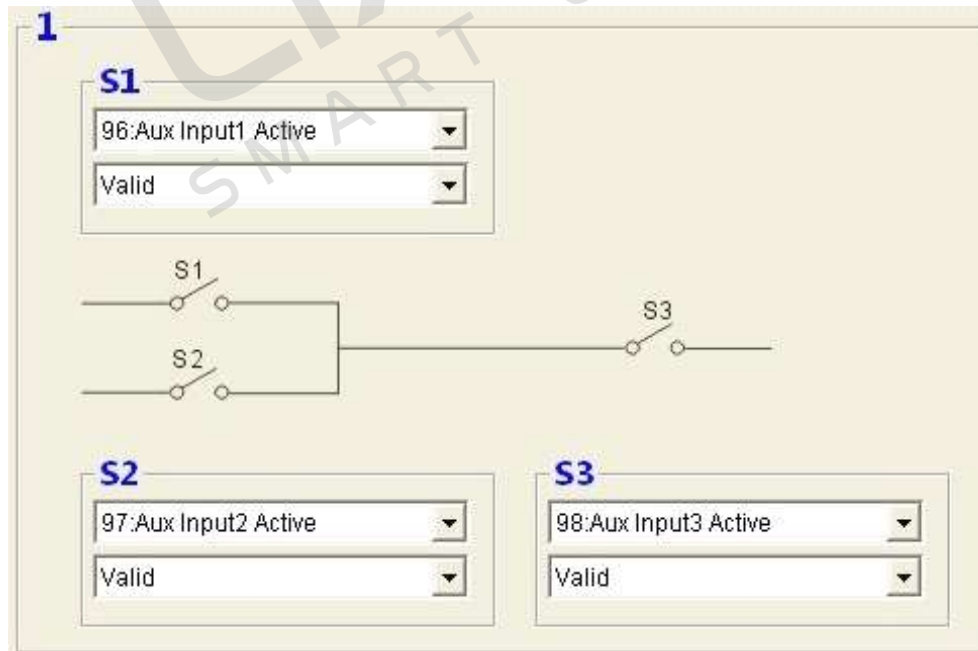 1
S1
96:Aux Input1 Active
Valid
S1
S3
S2
S2
S3
97:Aux Input2 Active
98:Aux Input3 Active
Valid
Valid
SMART